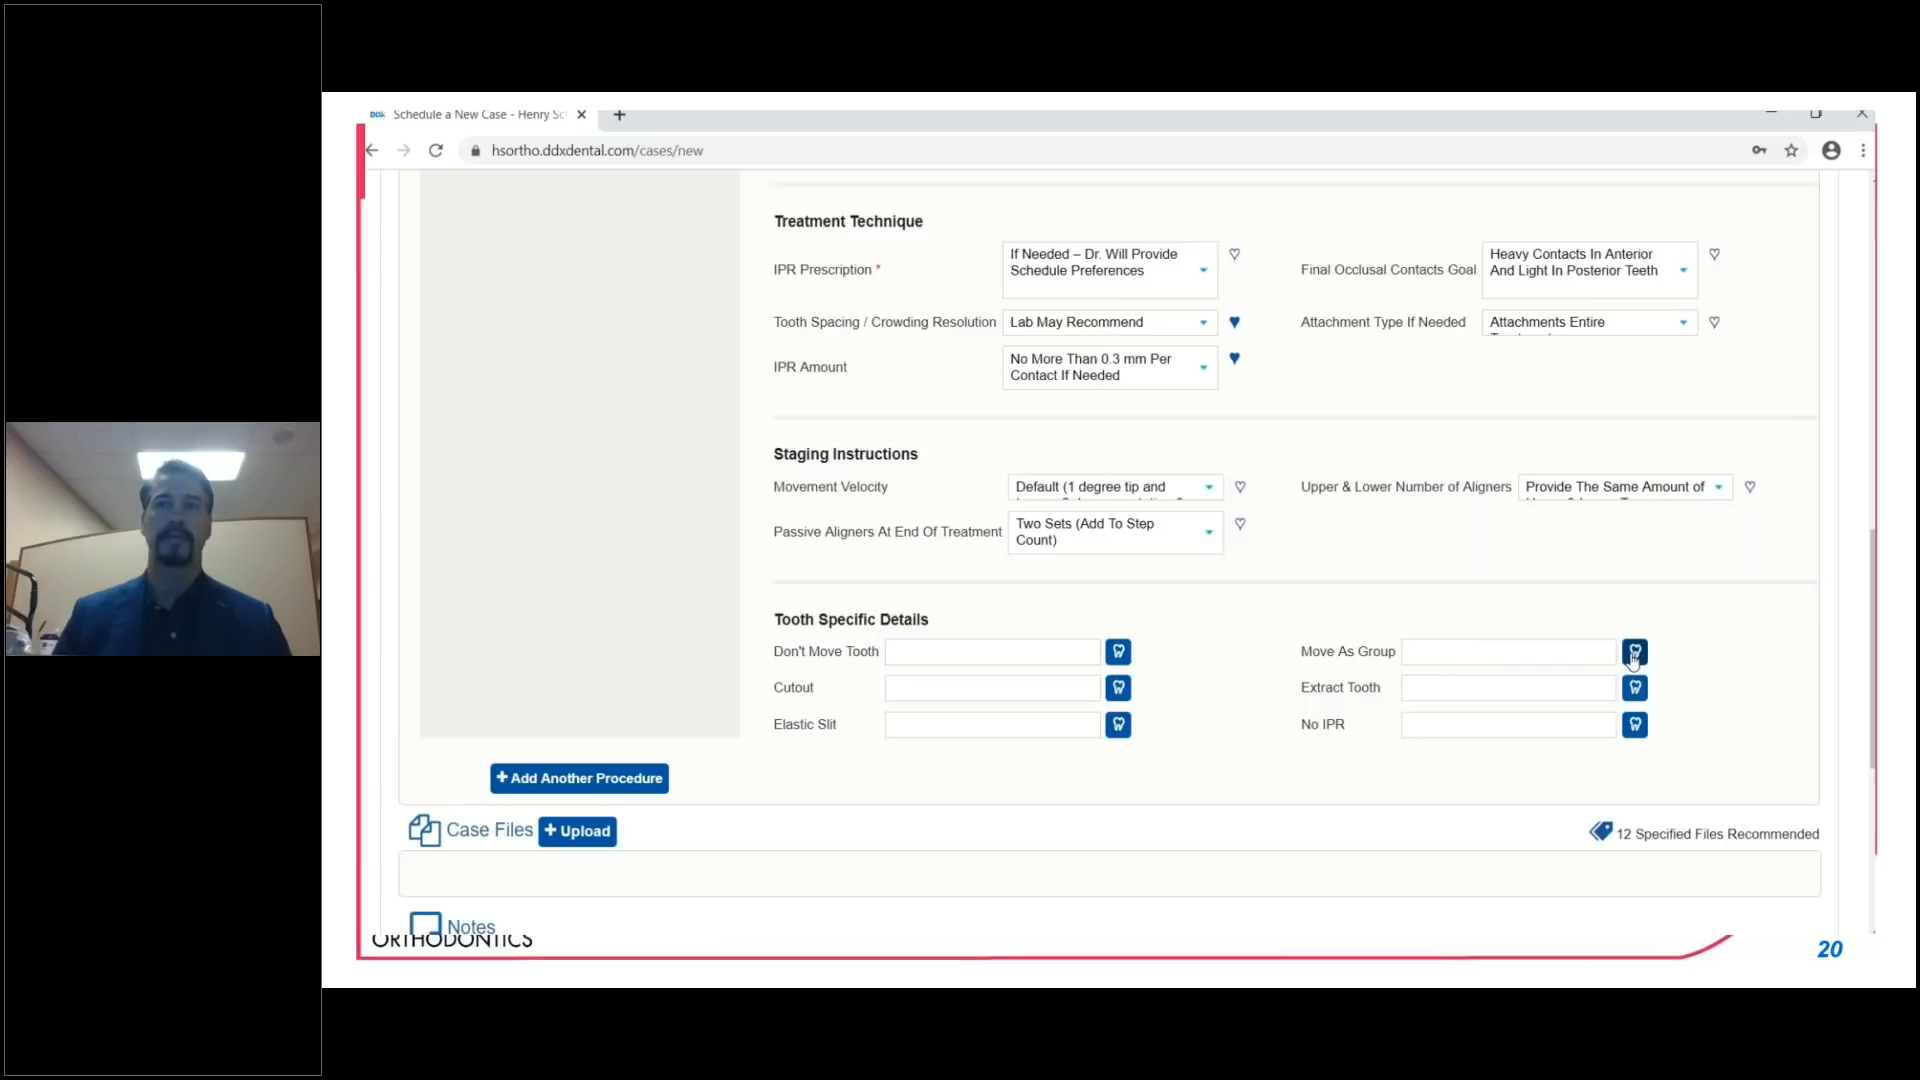 DDX Schedule a New Case - Henry Sc
hsortho.ddxdental.com/cases/new
Treatment Technique
IPR Prescription *
If Needed – Dr. Will Provide
Schedule Preferences
Final Occlusal Contacts Goal
Heavy Contacts In Anterior
And Light In Posterior Teeth
Tooth Spacing / Crowding Resolution
Lab May Recommend
Attachment Type If Needed
Attachments Entire
IPR Amount
No More Than 0.3 mm Per
Contact If Needed
Staging Instructions
Movement Velocity
Default (1 degree tip and
Upper & Lower Number of Aligners
Provide The Same Amount of
Passive Aligners At End Of Treatment
Two Sets (Add To Step
Count)
Tooth Specific Details
Don't Move Tooth
Move As Group
Cutout
Extract Tooth
Elastic Slit
No IPR
+ Add Another Procedure
Case Files
+ Upload
12 Specified Files Recommended
Notes
ORTHODONTICS
20